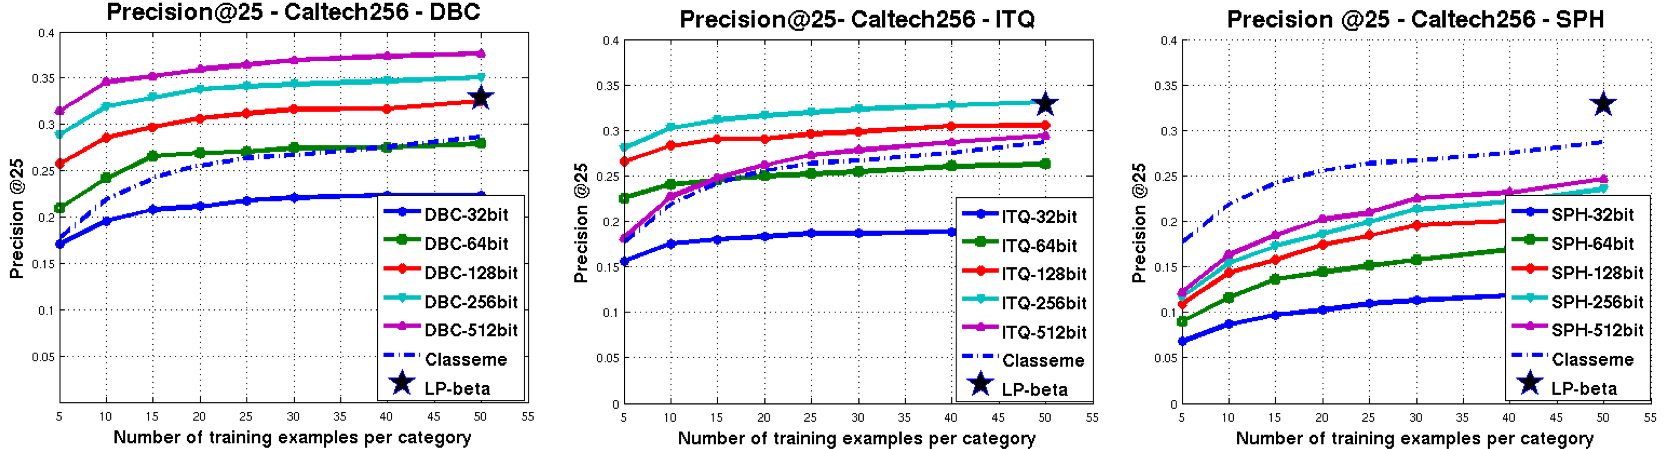 Precision@25 - Caltech256 - DBC
0.4
0.35
0.3
0.25
0.2
0.15
0.1
0.05
5 10 15 20 25 30 35 40 45 50 55
Precision @25
Number of training examples per category
DBC-32bit
DBC-64bit
DBC-128bit
DBC-256bit
DBC-512bit
Classeme
LP-beta
Precision@25- Caltech256 - ITQ
0.4
0.35
0.3
0.25
0.2
0.15
0.1
0.05
0
5 10 15 20 25 30 35 40 45 50 55
Precision @25
Number of training examples per category
ITQ-32bit
ITQ-64bit
ITQ-128bit
ITQ-256bit
ITQ-512bit
Classeme
LP-beta
Precision @25 - Caltech256 - SPH
0.4
0.35
0.3
0.25
0.2
0.15
0.1
0.05
0
5 10 15 20 25 30 35 40 45 50 55
Precision @25
Number of training examples per category
SPH-32bit
SPH-64bit
SPH-128bit
SPH-256bit
SPH-512bit
Classeme
LP-beta